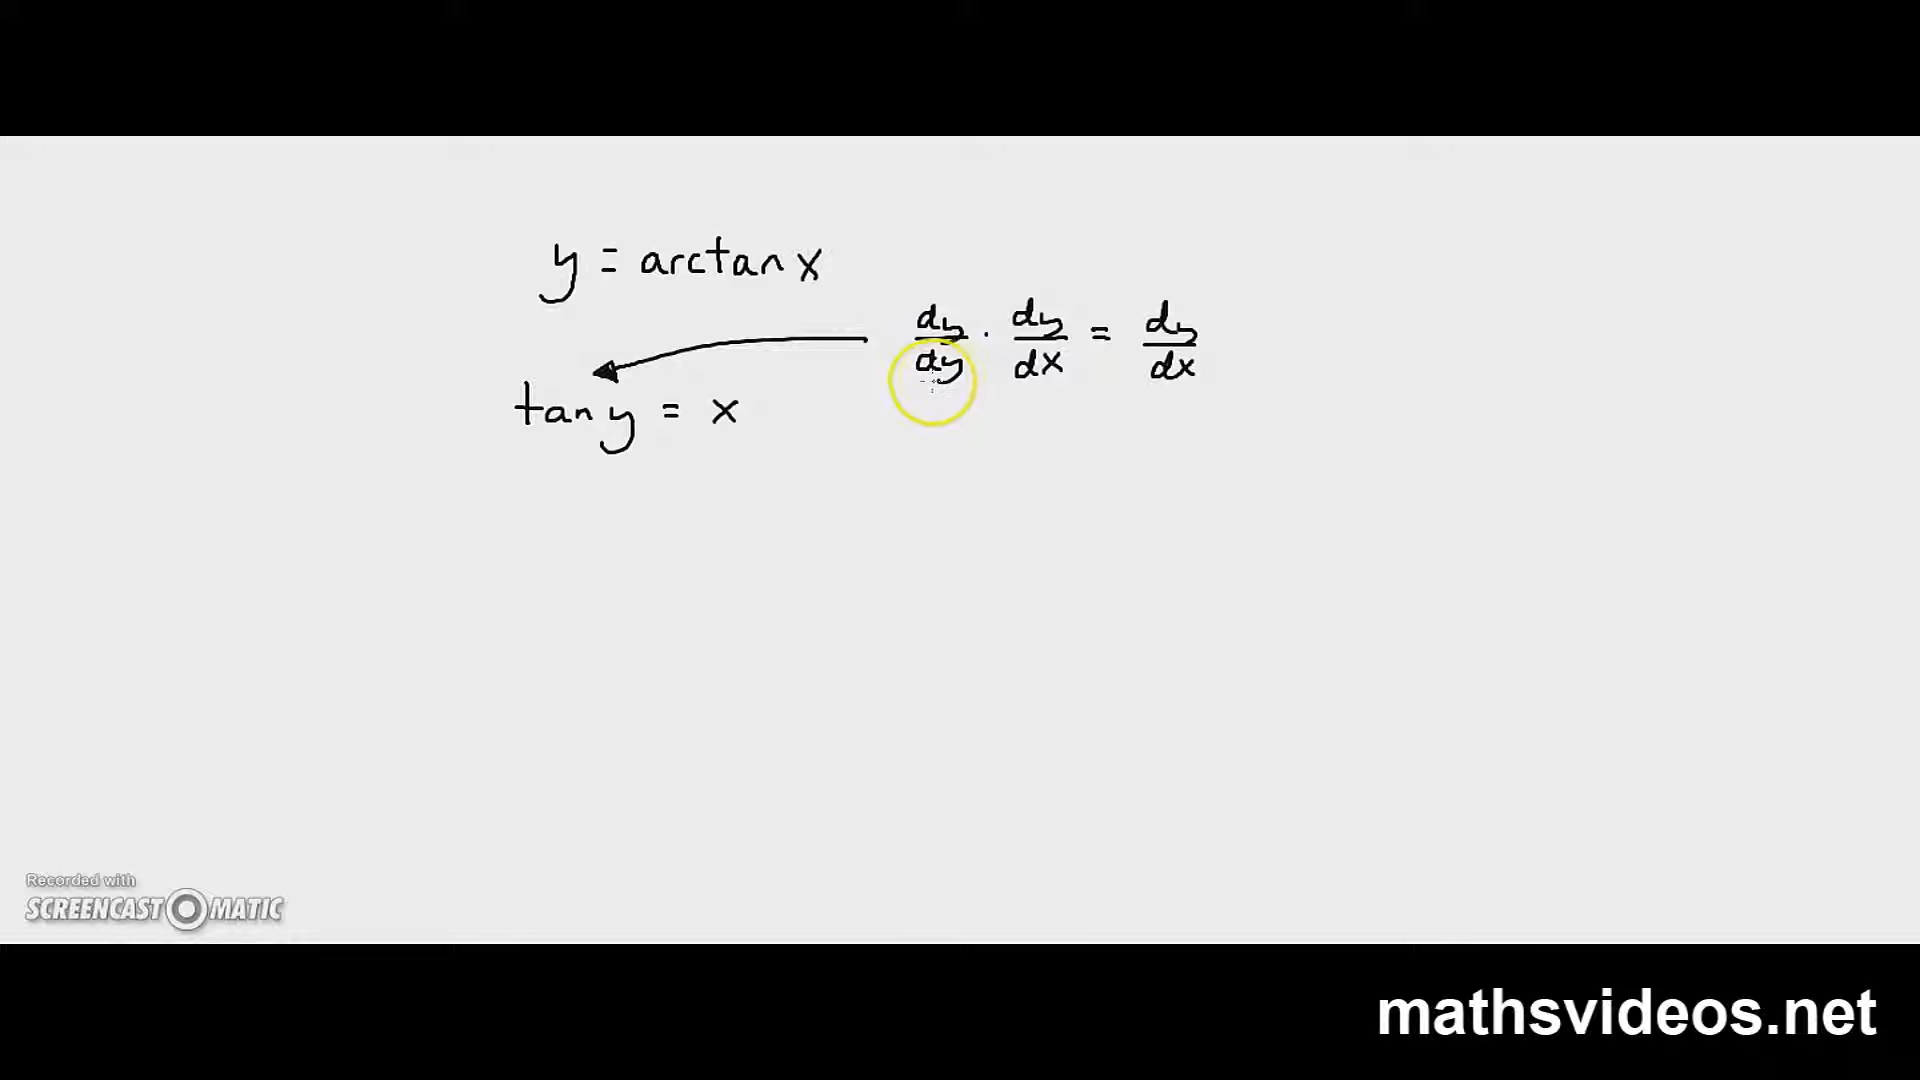 y = arctan x
dy/dy · dy/dx = dy/dx
tan y = x
Recorded with
SCREENCAST-O-MATIC
mathsvideos.net